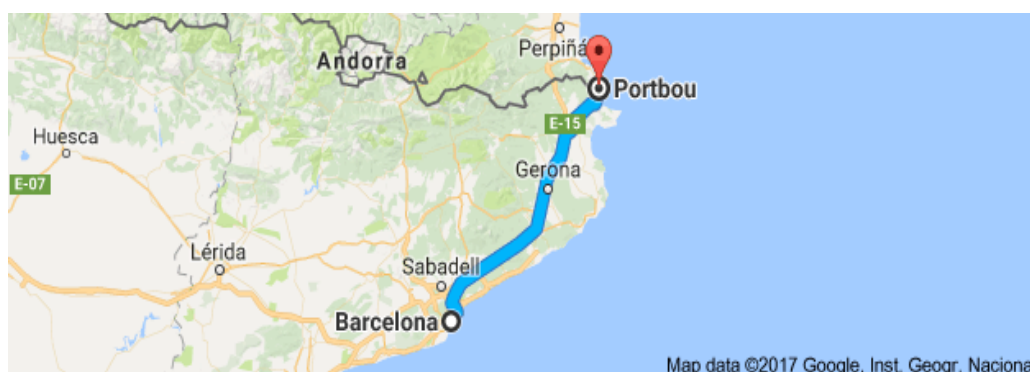 Perpiñá
Andorra
Portbou
E-15
Huesca
Gerona
E-07
Lérida
Sabadell
Barcelona
Map data ©2017 Google, Inst. Geogr. Naciona